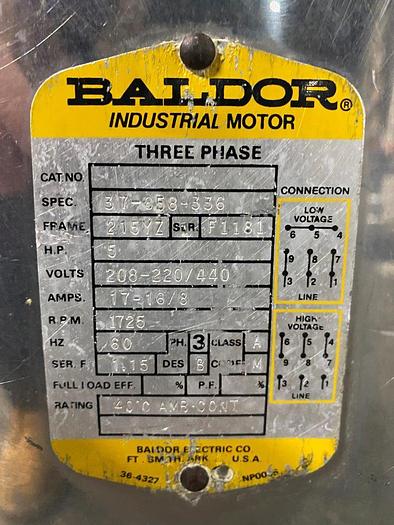 BALDOR®
INDUSTRIAL MOTOR
THREE PHASE
CAT NO.
SPEC. 37-358-336
FRAME 215YZ SER. F1181
H.P. 5
VOLTS 208-220/440
AMPS. 17-16/8
R.P.M. 1725
HZ 60 PH. 3 CLASS A
SER. F. 1.15 DES B CODE M
FULL LOAD EFF. % P.F. %
RATING 40°C AMB-CONT
CONNECTION
LOW
VOLTAGE
6 5 4
9 8 7
3 2 1
LINE
HIGH
VOLTAGE
6 5 4
9 8 7
3 2 1
LINE
BALDOR ELECTRIC CO
FT SMITH, ARK U.S.A.
36-4327